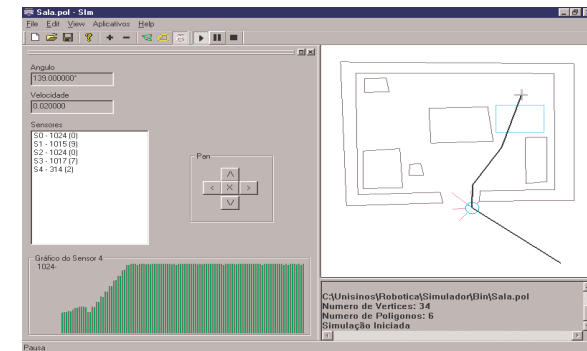 Sala.pol - SIm
File Edit View Aplicativos Help
Angulo
139.000000°
Velocidade
0.020000
Sensores
S0 - 1024 (0)
S1 - 1015 (9)
S2 - 1024 (0)
S3 - 1017 (7)
S4 - 314 (2)
Pan
Gráfico do Sensor 4
1024-
C:\Unisinos\Robotica\Simulador\Bin\Sala.pol
Numero de Vertices: 34
Numero de Poligonos: 6
Simulação Iniciada
Pausa